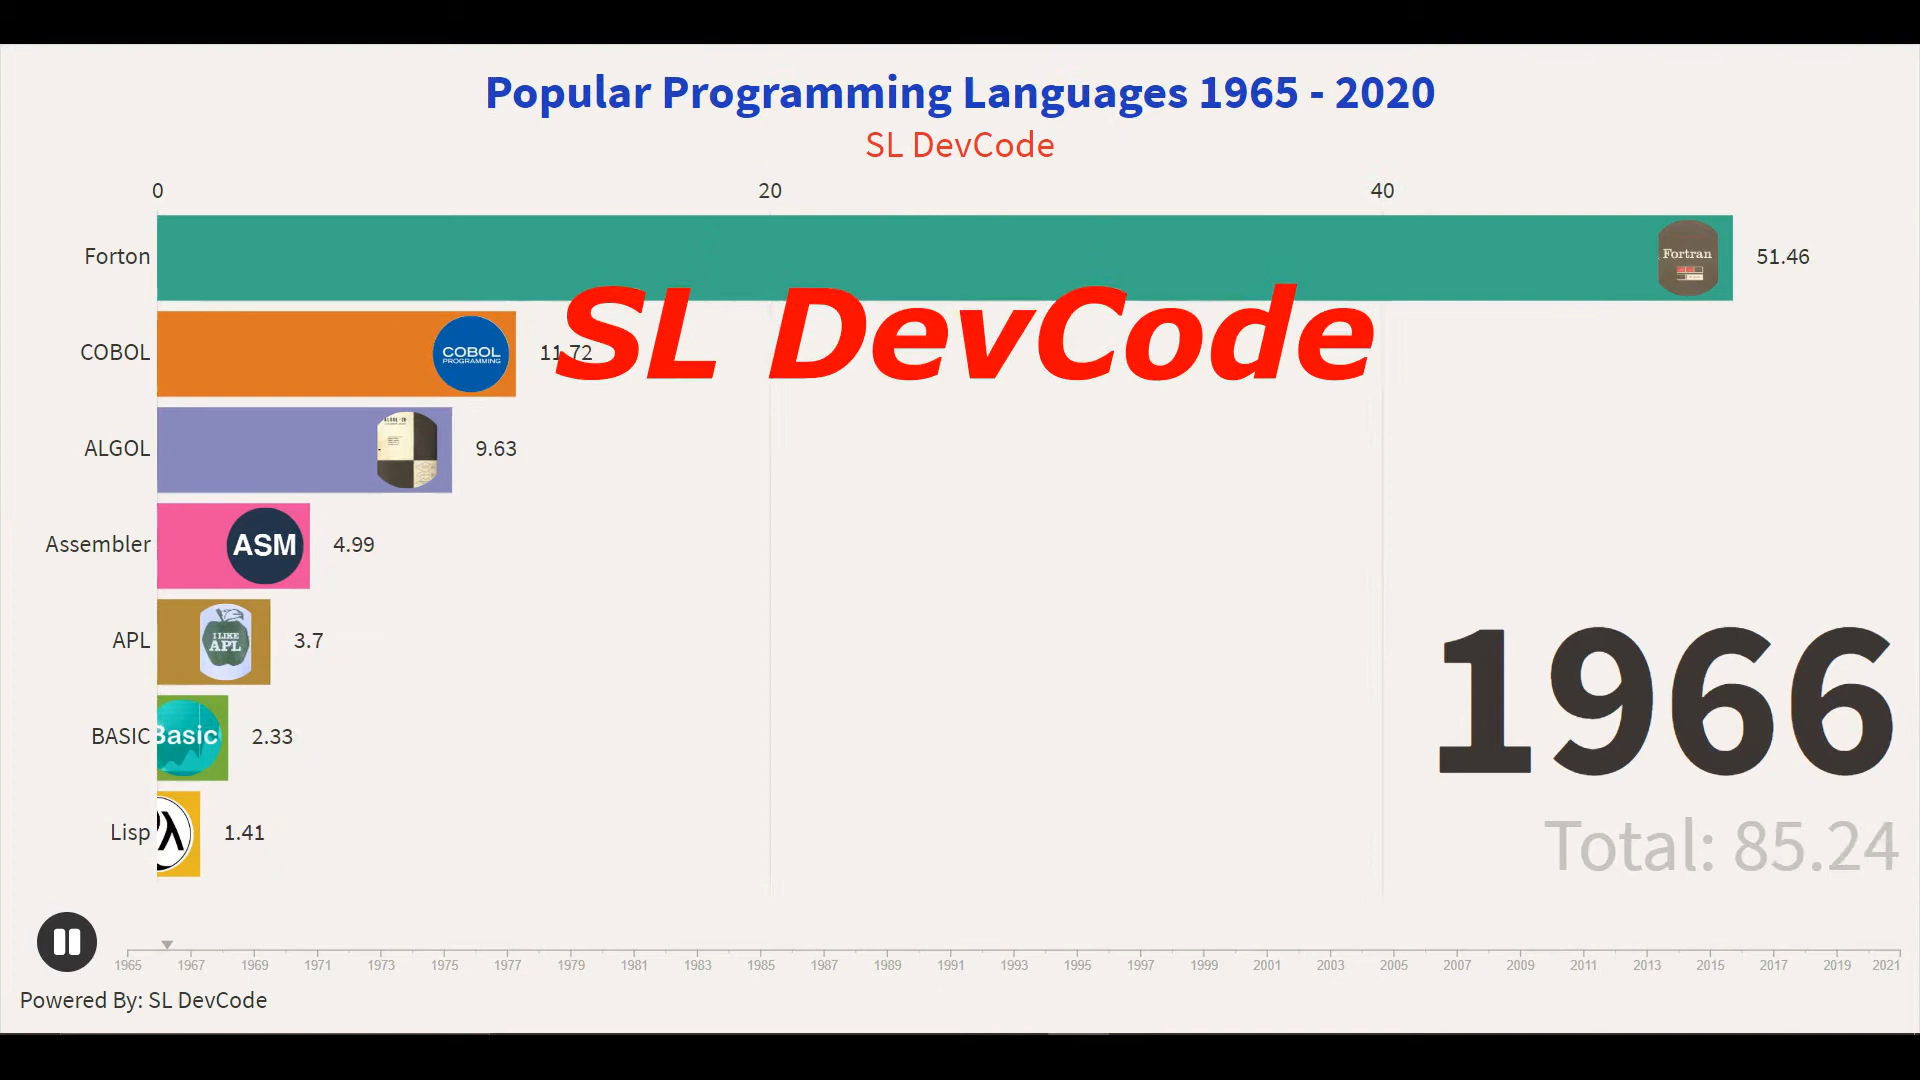 Popular Programming Languages 1965 - 2020
SL DevCode
0 20 40
Forton Fortran 51.46
SL DevCode
COBOL COBOL PROGRAMMING 11.72
ALGOL 9.63
Assembler ASM 4.99
APL I LIKE APL 3.7
BASIC Basic 2.33
Lisp λ 1.41
1966
Total: 85.24
1965 1967 1969 1971 1973 1975 1977 1979 1981 1983 1985 1987 1989 1991 1993 1995 1997 1999 2001 2003 2005 2007 2009 2011 2013 2015 2017 2019 2021
Powered By: SL DevCode